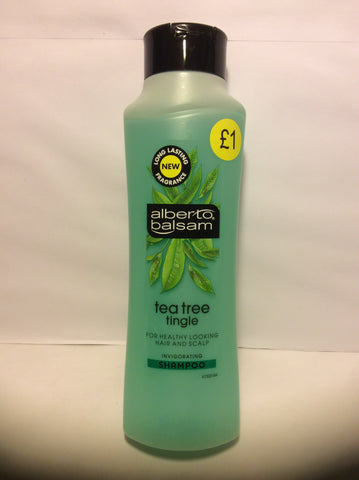 £1
LONG LASTING
NEW
FRAGRANCE
alberto
balsam
tea tree
tingle
FOR HEALTHY LOOKING
HAIR AND SCALP
INVIGORATING
SHAMPOO